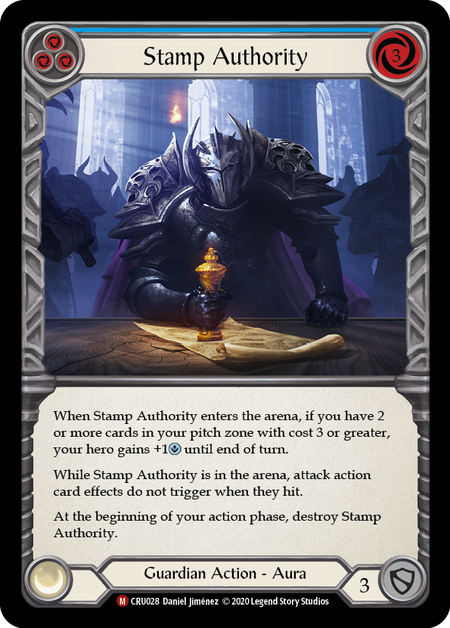 3
Stamp Authority
When Stamp Authority enters the arena, if you have 2
or more cards in your pitch zone with cost 3 or greater,
your hero gains +1 until end of turn.
While Stamp Authority is in the arena, attack action
card effects do not trigger when they hit.
At the beginning of your action phase, destroy Stamp
Authority.
Guardian Action - Aura
3
M CRU028 Daniel Jiménez © 2020 Legend Story Studios